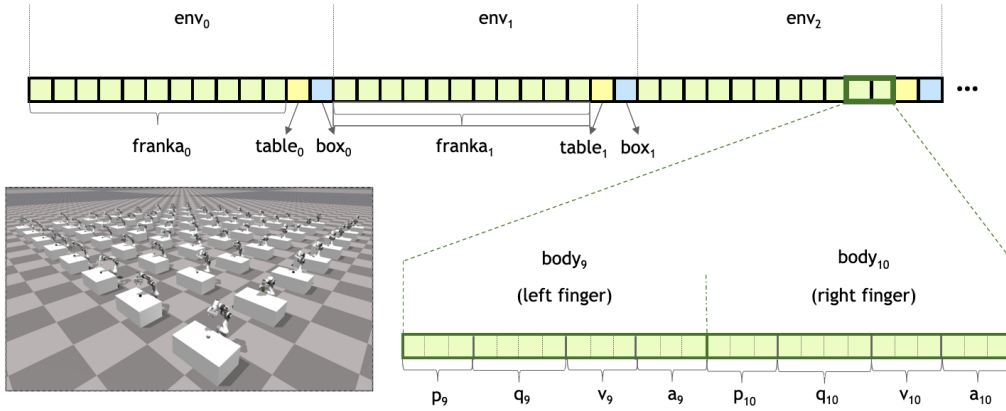 env₀ env₁ env₂
...
franka₀ table₀ box₀ franka₁ table₁ box₁
body₉ body₁₀
(left finger) (right finger)
p₉ q₉ v₉ a₉ p₁₀ q₁₀ v₁₀ a₁₀